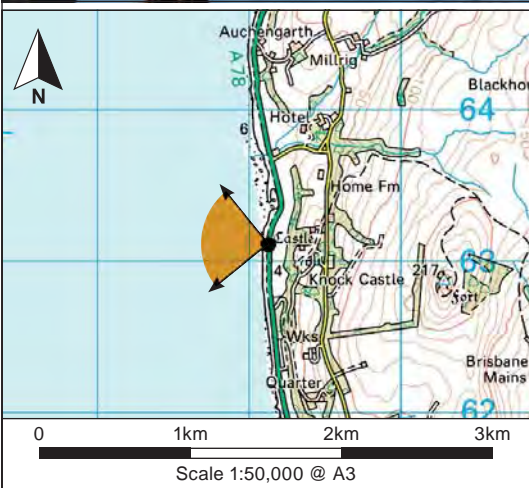 Auchengarth
A 78
Millrig
N
Blackhou
64
Hotel
6
Home Fm
Castle
63
4
Knock Castle
217
fort
Wks
Brisbane
Mains
Quarter
62
0 1km 2km 3km
Scale 1:50,000 @ A3